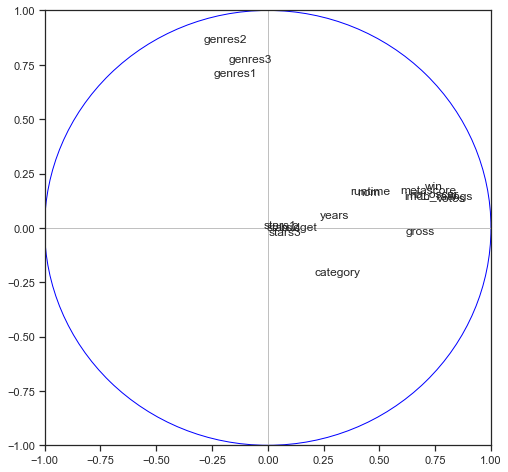 1.00
genres2
genres3
genres1
0.75
0.50
0.25
win
runtime
nom
metascore
0.00
years
stars3
gross
category
−0.25
−0.50
−0.75
−1.00
−1.00 −0.75 −0.50 −0.25 0.00 0.25 0.50 0.75 1.00